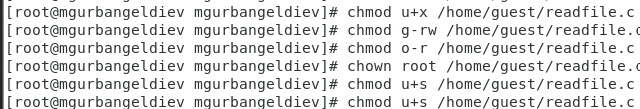 [root@mgurbangeldiev mgurbangeldiev]# chmod u+x /home/guest/readfile.c
[root@mgurbangeldiev mgurbangeldiev]# chmod g-rw /home/guest/readfile.c
[root@mgurbangeldiev mgurbangeldiev]# chmod o-r /home/guest/readfile.c
[root@mgurbangeldiev mgurbangeldiev]# chown root /home/guest/readfile.c
[root@mgurbangeldiev mgurbangeldiev]# chmod u+s /home/guest/readfile.c
[root@mgurbangeldiev mgurbangeldiev]# chmod u+s /home/guest/readfile.c